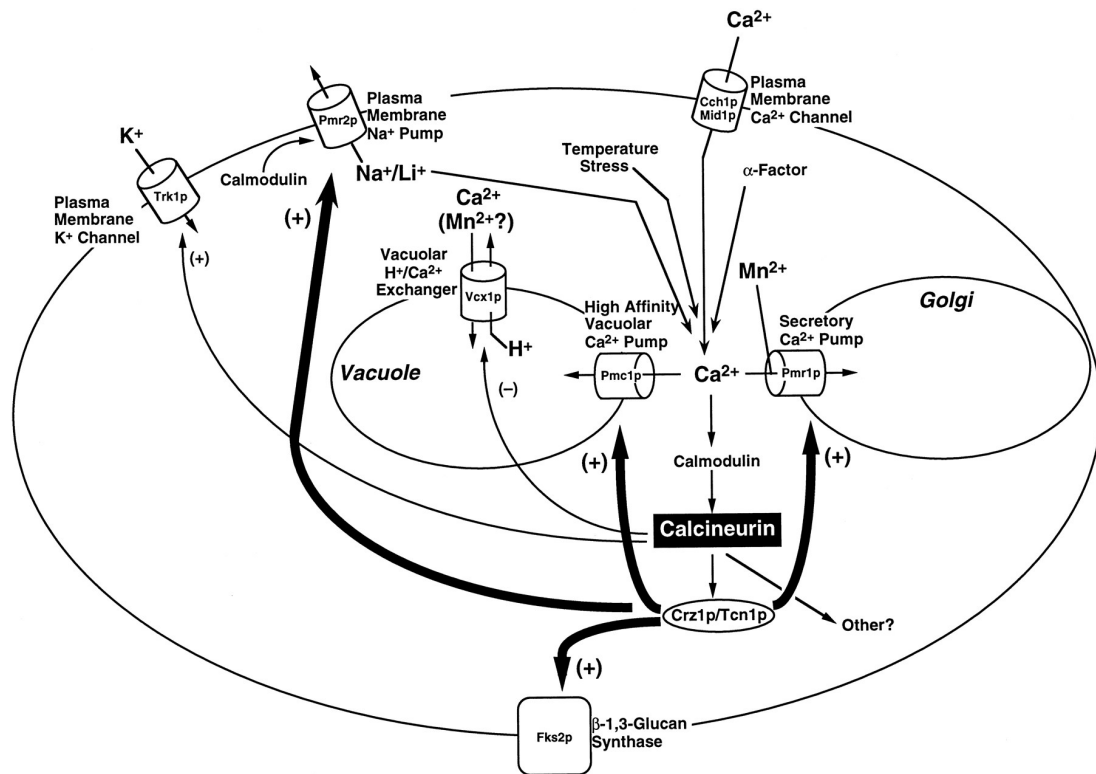 Ca²⁺
Plasma
Membrane
Ca²⁺ Channel
Cch1p
Mid1p
Plasma
Membrane
Na⁺ Pump
Pmr2p
K⁺
Calmodulin
Na⁺/Li⁺
Temperature
Stress
α-Factor
Trk1p
Plasma
Membrane
K⁺ Channel
(+)
(+)
Ca²⁺
(Mn²⁺?)
Vacuolar
H⁺/Ca²⁺
Exchanger
Vcx1p
H⁺
Mn²⁺
Golgi
High Affinity
Vacuolar
Ca²⁺ Pump
Secretory
Ca²⁺ Pump
Vacuole
Pmc1p
Ca²⁺
Pmr1p
(−)
(+)
Calmodulin
(+)
Calcineurin
Crz1p/Tcn1p
Other?
(+)
Fks2p
β-1,3-Glucan
Synthase